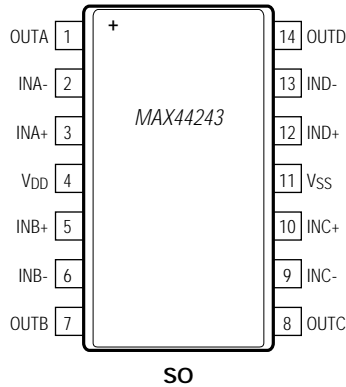 OUTA 1 + 14 OUTD
INA- 2 13 IND-
MAX44243
INA+ 3 12 IND+
VDD 4 11 VSS
INB+ 5 10 INC+
INB- 6 9 INC-
OUTB 7 8 OUTC
SO